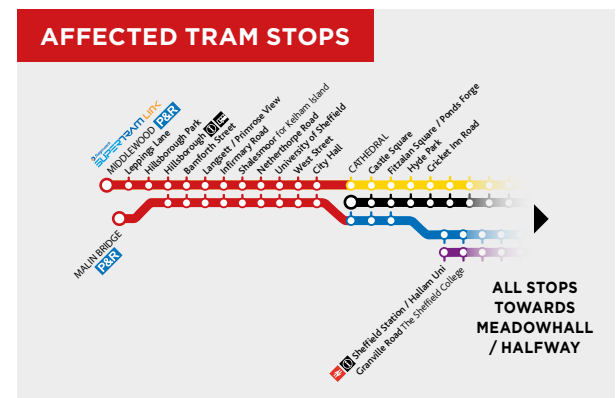 AFFECTED TRAM STOPS
SUPERTRAM LINK
MIDDLEWOOD P&R
Leppings Lane
Hillsborough Park
Hillsborough
Bamforth Street
Langsett / Primrose View
Infirmary Road
Shalesmoor for Kelham Island
Netherthorpe Road
University of Sheffield
West Street
City Hall
CATHEDRAL
Castle Square
Fitzalan Square / Ponds Forge
Hyde Park
Cricket Inn Road
MALIN BRIDGE
P&R
Sheffield Station / Hallam Uni
Granville Road The Sheffield College
ALL STOPS
TOWARDS
MEADOWHALL
/ HALFWAY